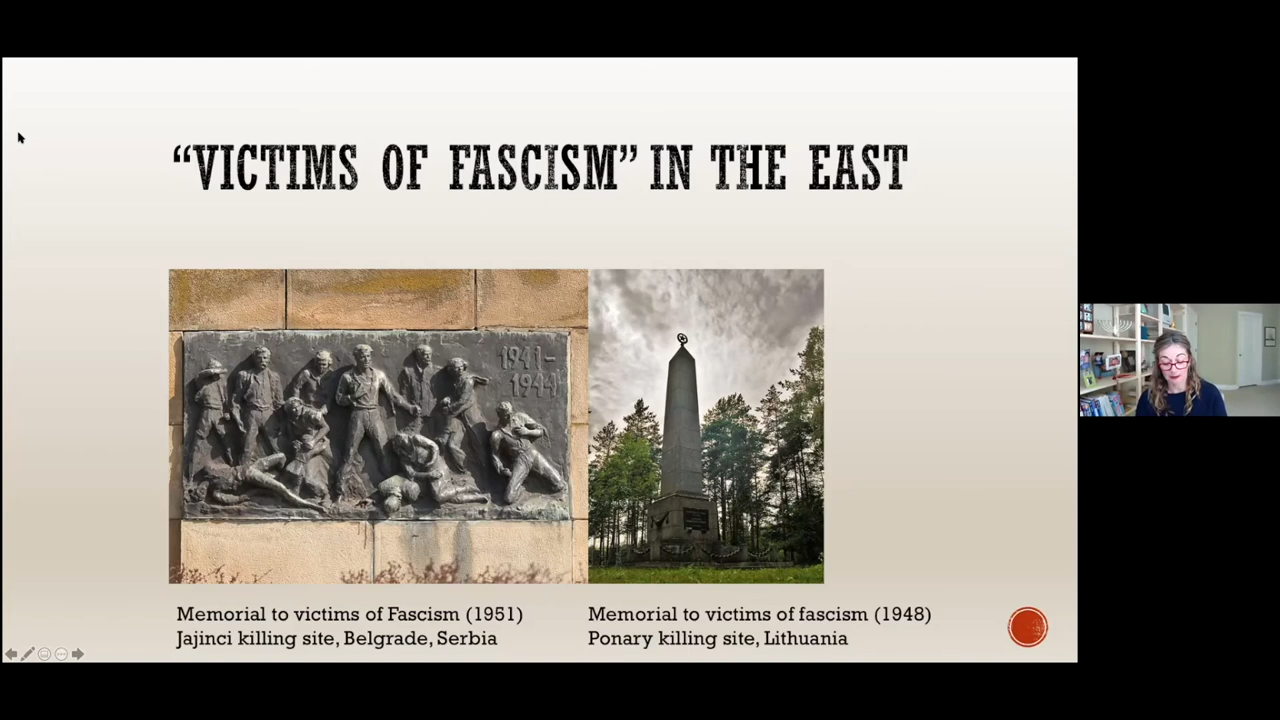 “VICTIMS OF FASCISM” IN THE EAST
1941-
1944
Memorial to victims of Fascism (1951)
Jajinci killing site, Belgrade, Serbia
Memorial to victims of fascism (1948)
Ponary killing site, Lithuania